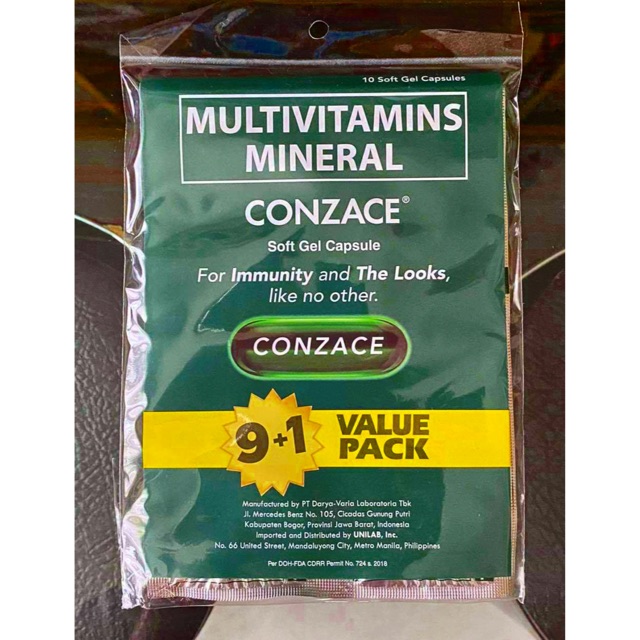 10 Soft Gel Capsules
MULTIVITAMINS
MINERAL
CONZACE®
Soft Gel Capsule
For Immunity and The Looks,
like no other.
CONZACE
9+1 VALUE
PACK
Manufactured by PT Darya-Varia Laboratoria Tbk
Jl. Mercedes Benz No. 105, Cicadas Gunung Putri
Kabupaten Bogor, Provinsi Jawa Barat, Indonesia
Imported and Distributed by UNILAB, Inc.
No. 66 United Street, Mandaluyong City, Metro Manila, Philippines
Per DOH-FDA CDRR Permit No. 724 s. 2018